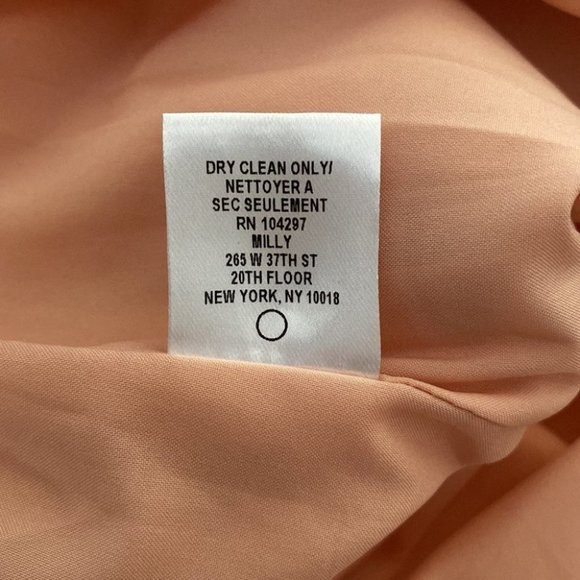 DRY CLEAN ONLY/
NETTOYER A
SEC SEULEMENT
RN 104297
MILLY
265 W 37TH ST
20TH FLOOR
NEW YORK, NY 10018